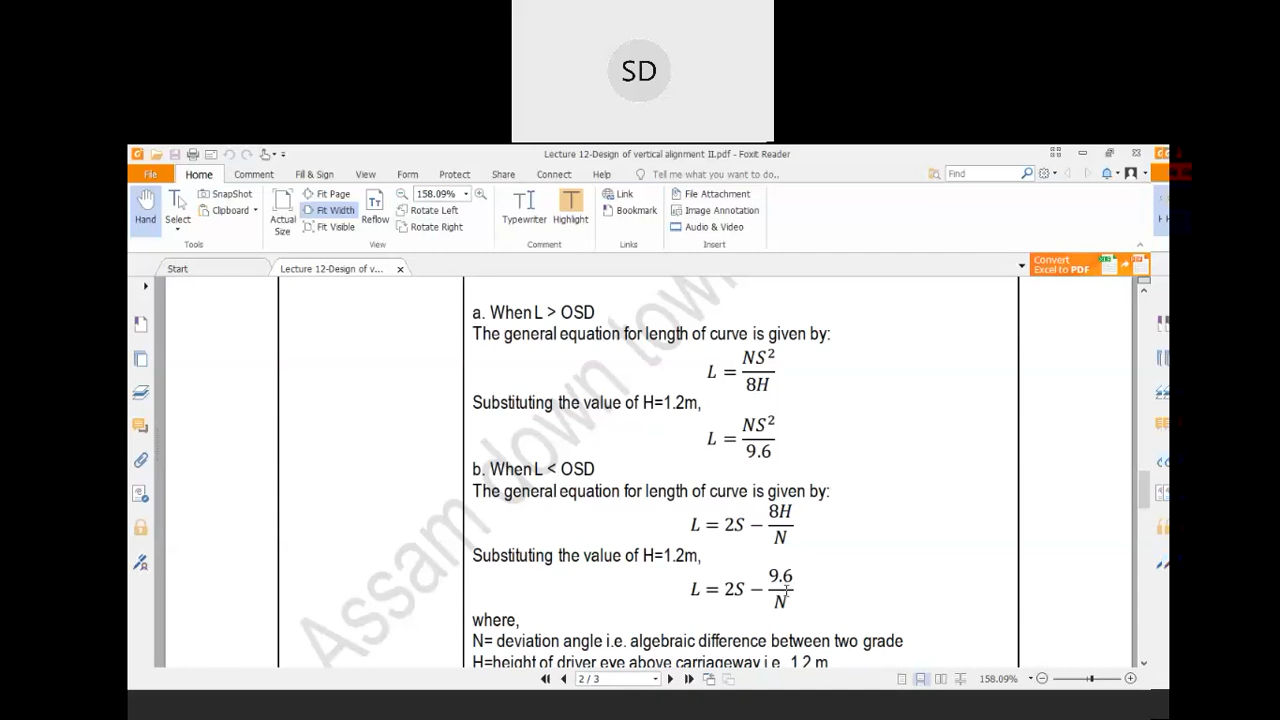 SD
Lecture 12-Design of vertical alignment II.pdf - Foxit Reader
File Home Comment Fill & Sign View Form Protect Share Connect Help Tell me what you want to do.. Find
Hand
Select
SnapShot
Clipboard
Tools
Actual Size
Fit Page
Fit Width
Fit Visible
Reflow
158.09%
Rotate Left
Rotate Right
View
Typewriter
Highlight
Comment
Link
Bookmark
Links
File Attachment
Image Annotation
Audio & Video
Insert
Start
Lecture 12-Design of v...
Convert
Excel to PDF
Assam down town
a. When L > OSD
The general equation for length of curve is given by:
L = NS²/8H
Substituting the value of H=1.2m,
L = NS²/9.6
b. When L < OSD
The general equation for length of curve is given by:
L = 2S − 8H/N
Substituting the value of H=1.2m,
L = 2S − 9.6/N
where,
N= deviation angle i.e. algebraic difference between two grade
H=height of driver eye above carriageway i.e. 1.2 m
2 / 3
158.09%